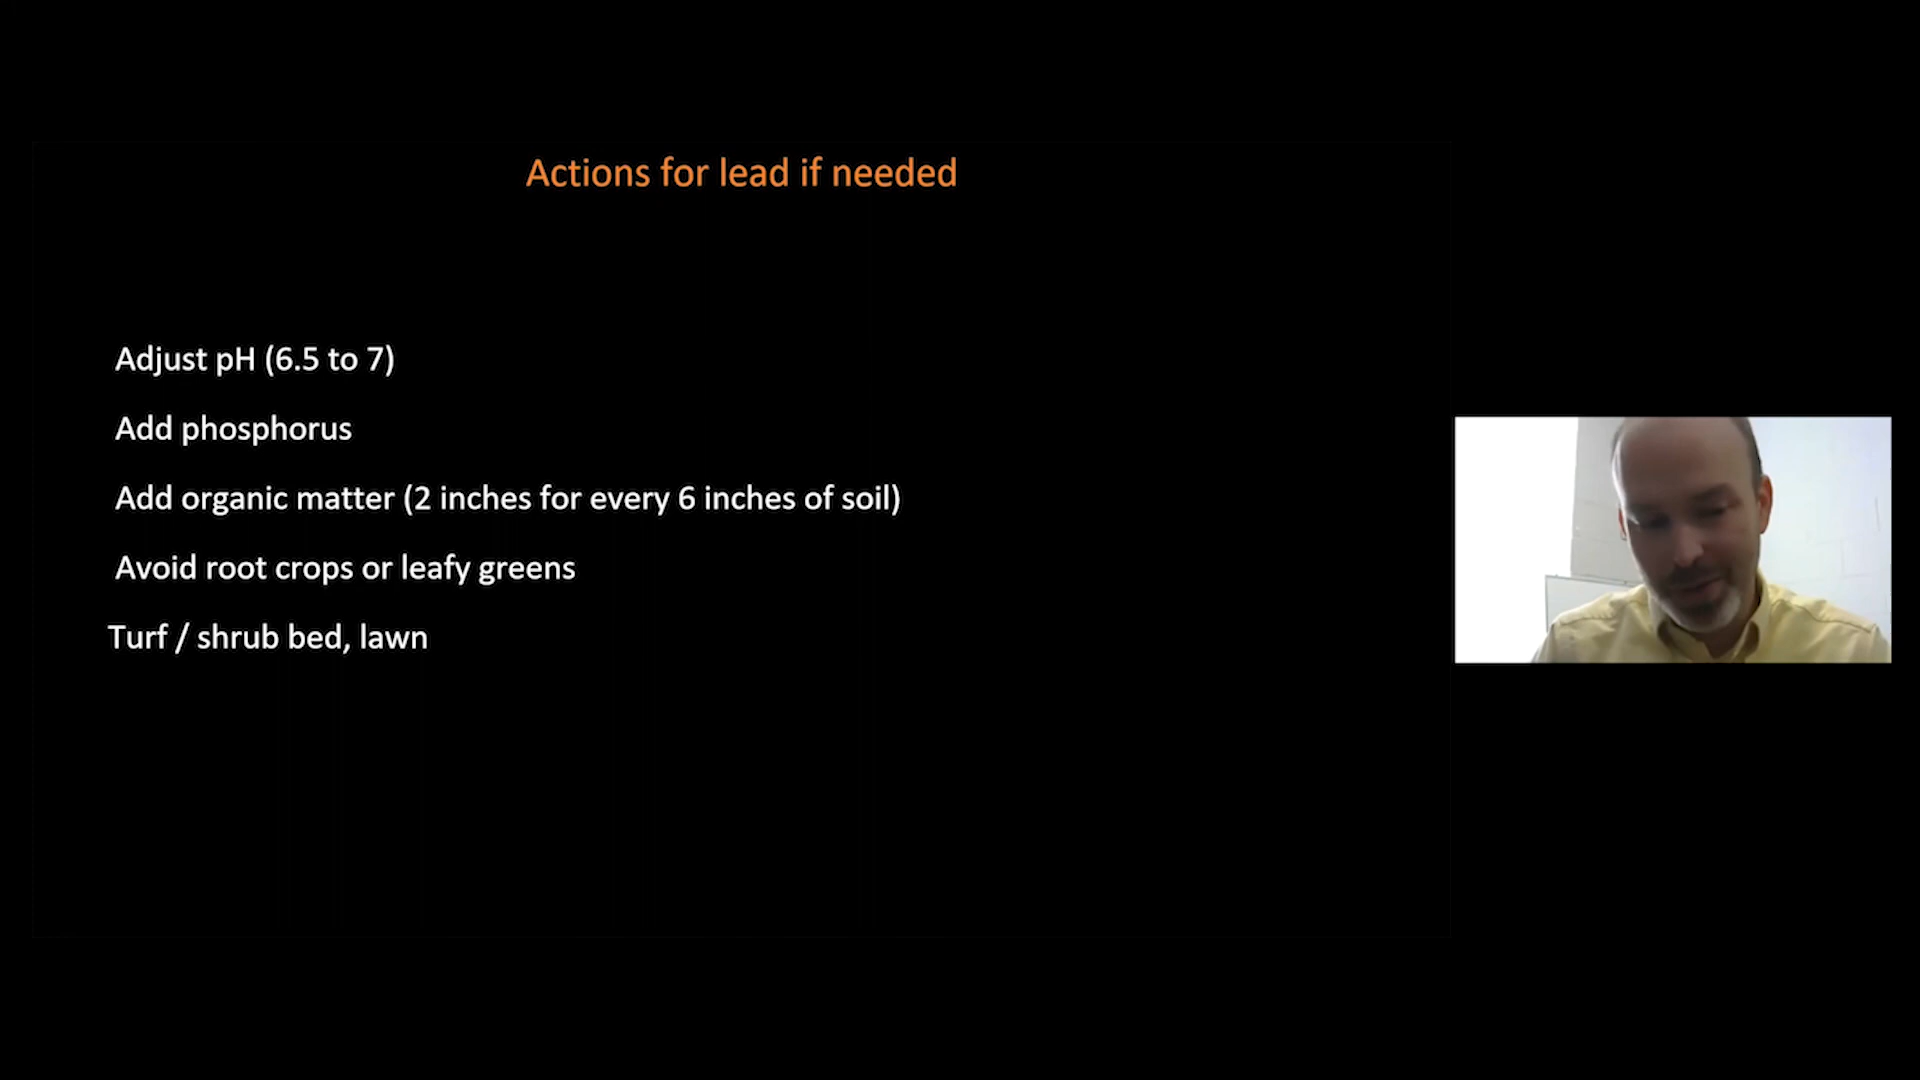 Actions for lead if needed
Adjust pH (6.5 to 7)
Add phosphorus
Add organic matter (2 inches for every 6 inches of soil)
Avoid root crops or leafy greens
Turf / shrub bed, lawn